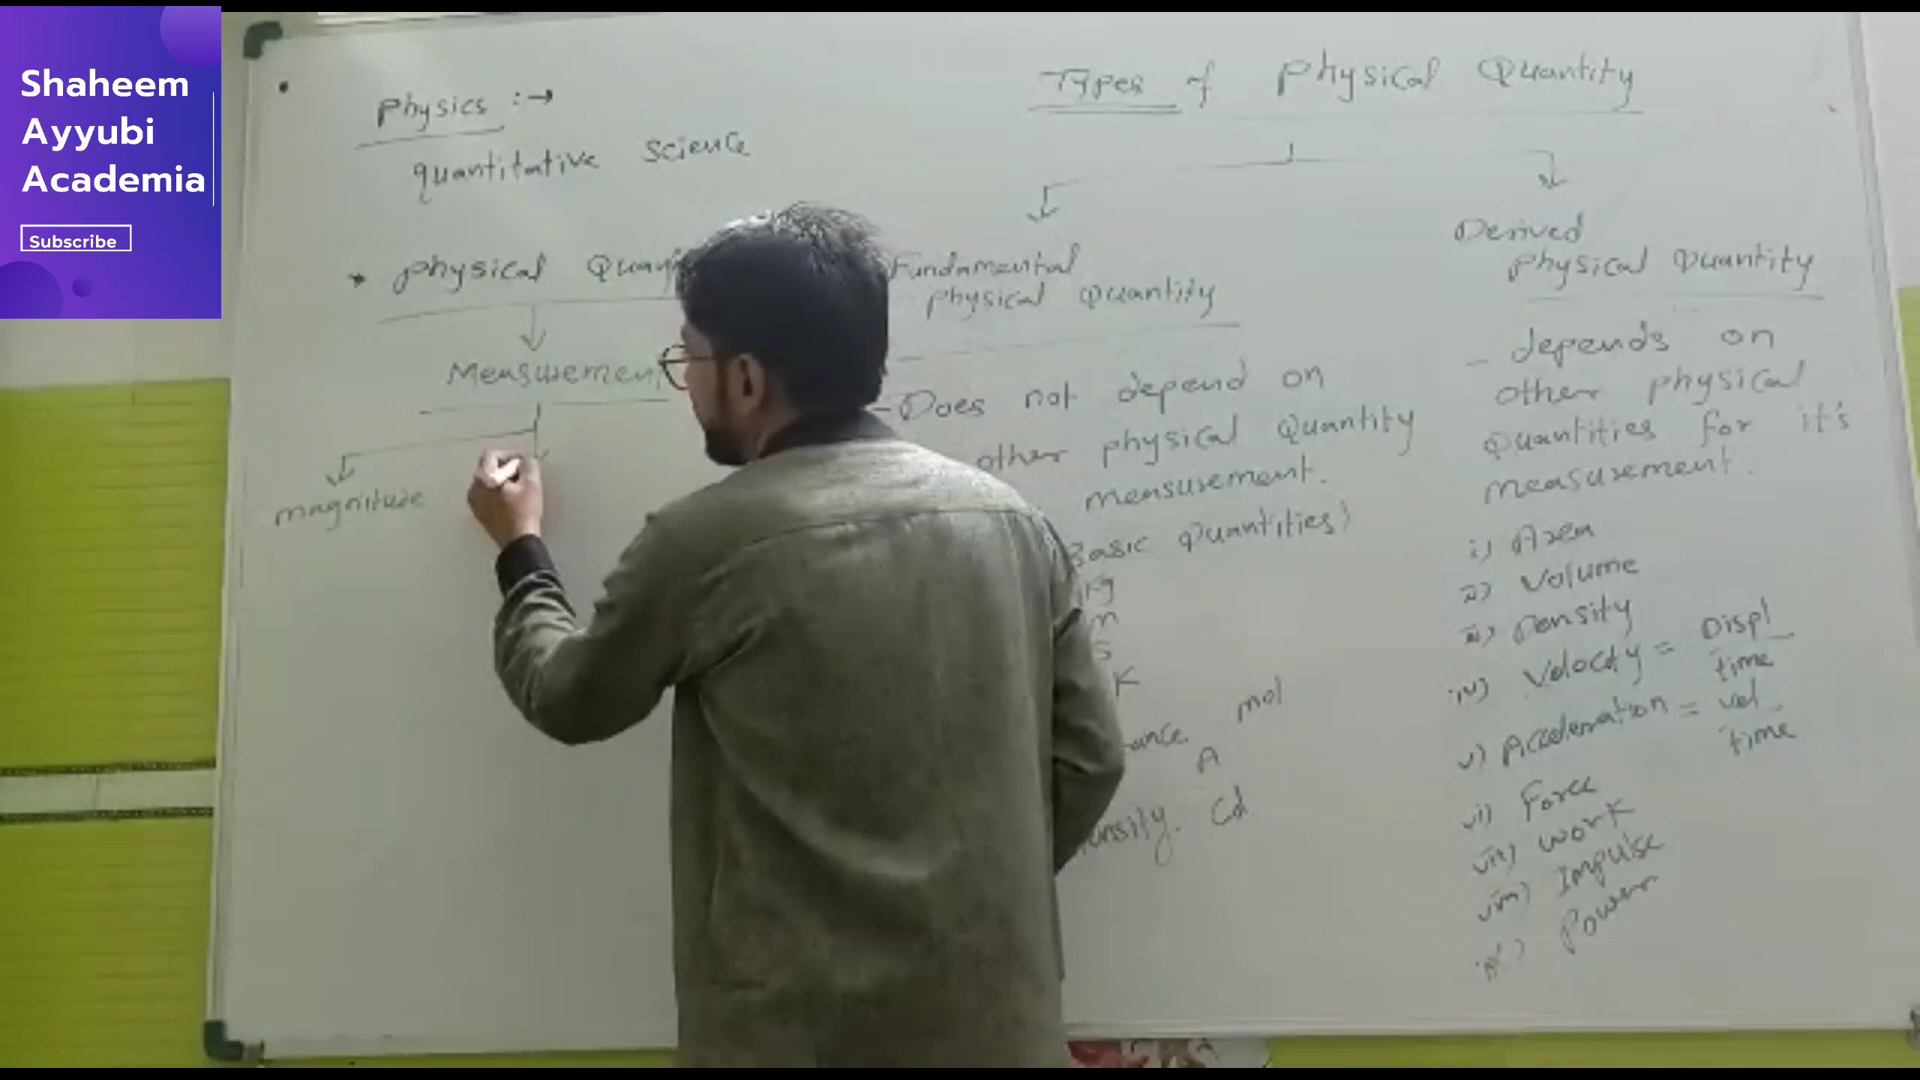 Shaheem
Ayyubi
Academia
Subscribe
Physics :→
quantitative science
Physical
Measurement
magnitude
Types of Physical Quantity
Fundamental
Physical Quantity
- Does not depend on
other physical Quantity
measurement.
Basic Quantities)
kg
m
s
K
mol
A
Cd
Derived
Physical Quantity
- depends on
other physical
Quantities for it's
measurement.
i) Area
ii) Volume
iii) Density
iv) Velocity = Displ
time
v) Acceleration = vel.
time
vi) Force
vii) Work
viii) Impulse
ix) Power